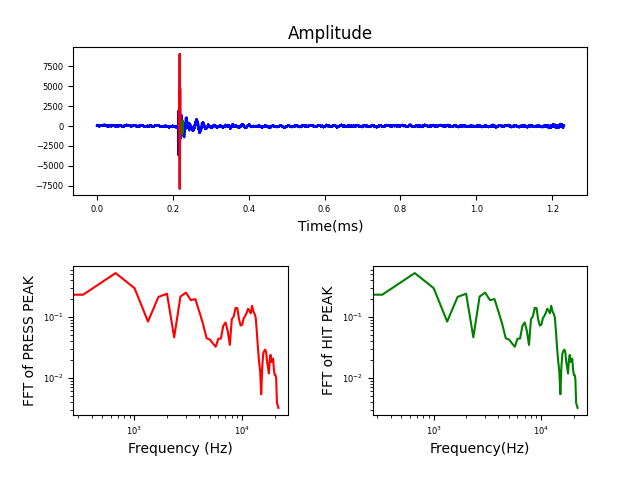 Amplitude
7500
5000
2500
0
−2500
−5000
−7500
0.0 0.2 0.4 0.6 0.8 1.0 1.2
Time(ms)
FFT of PRESS PEAK
10⁻¹
10⁻²
10³ 10⁴
Frequency (Hz)
FFT of HIT PEAK
10⁻¹
10⁻²
10³ 10⁴
Frequency(Hz)